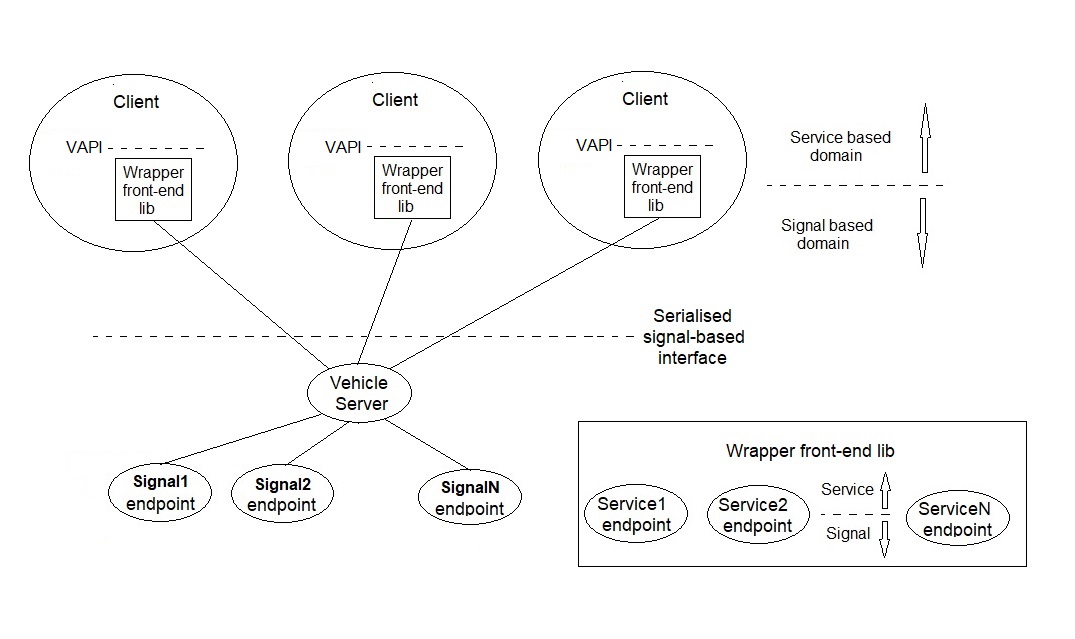 Client
VAPI
Wrapper
front-end
lib
Client
VAPI
Wrapper
front-end
lib
Client
VAPI
Wrapper
front-end
lib
Service based
domain
Signal based
domain
Serialised
signal-based
interface
Vehicle
Server
Signal1
endpoint
Signal2
endpoint
SignalN
endpoint
Wrapper front-end lib
Service1
endpoint
Service2
endpoint
Service
Signal
ServiceN
endpoint